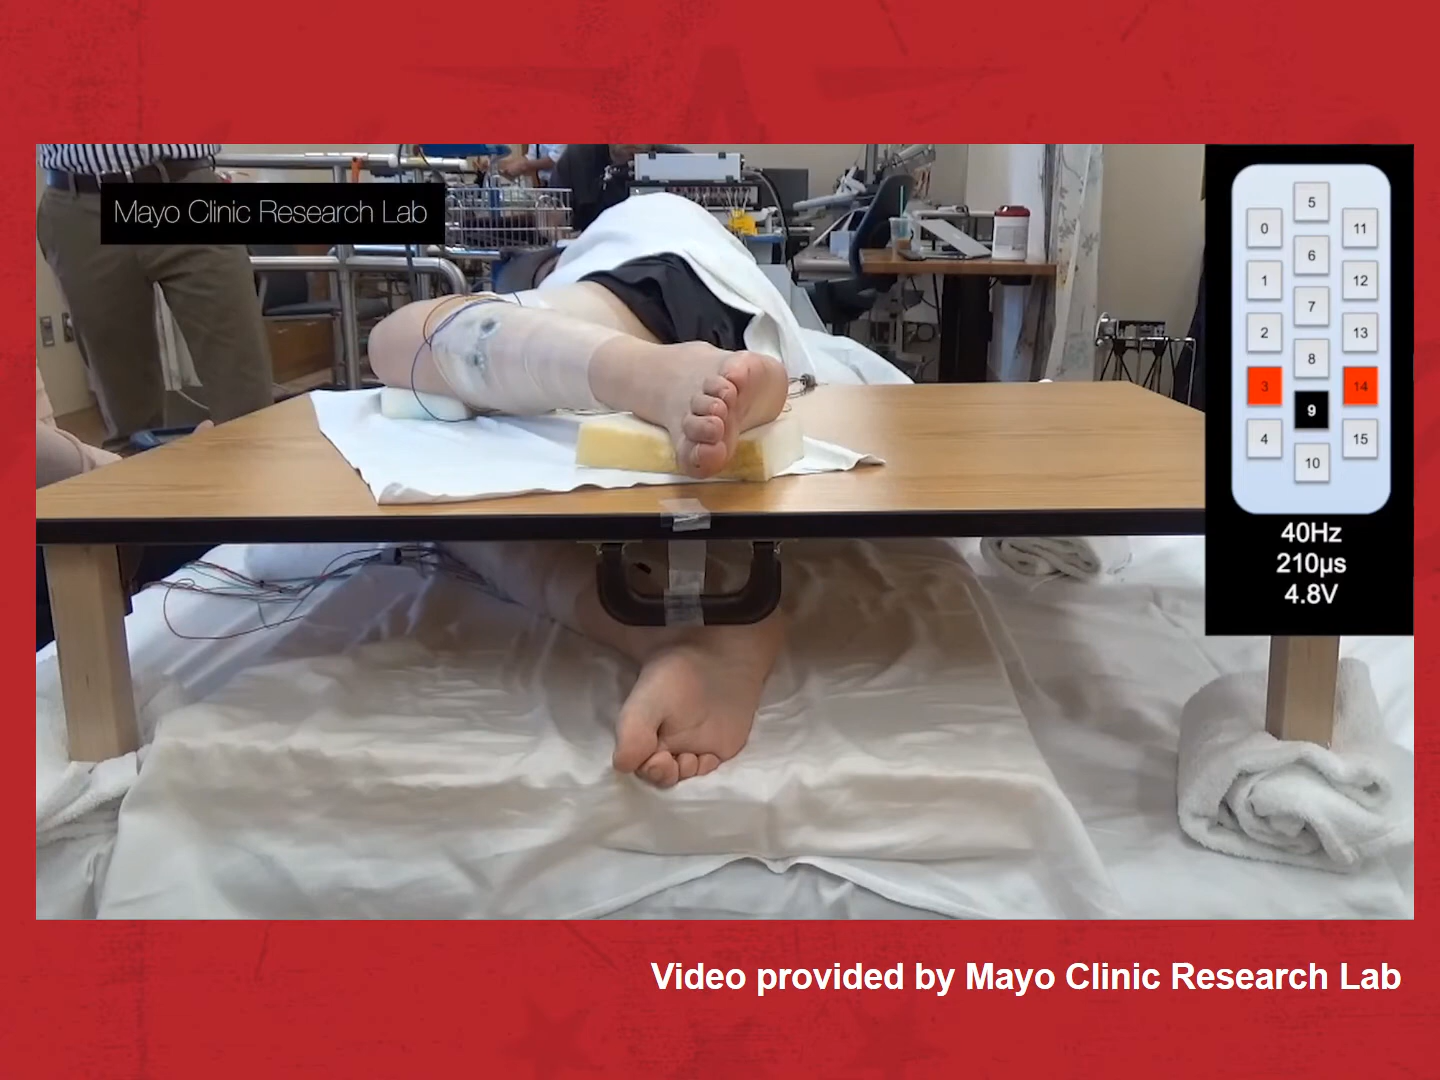 Mayo Clinic Research Lab
5
0 11
6
1 12
7
2 13
8
3 14
9
4 15
10
40Hz
210µs
4.8V
Video provided by Mayo Clinic Research Lab